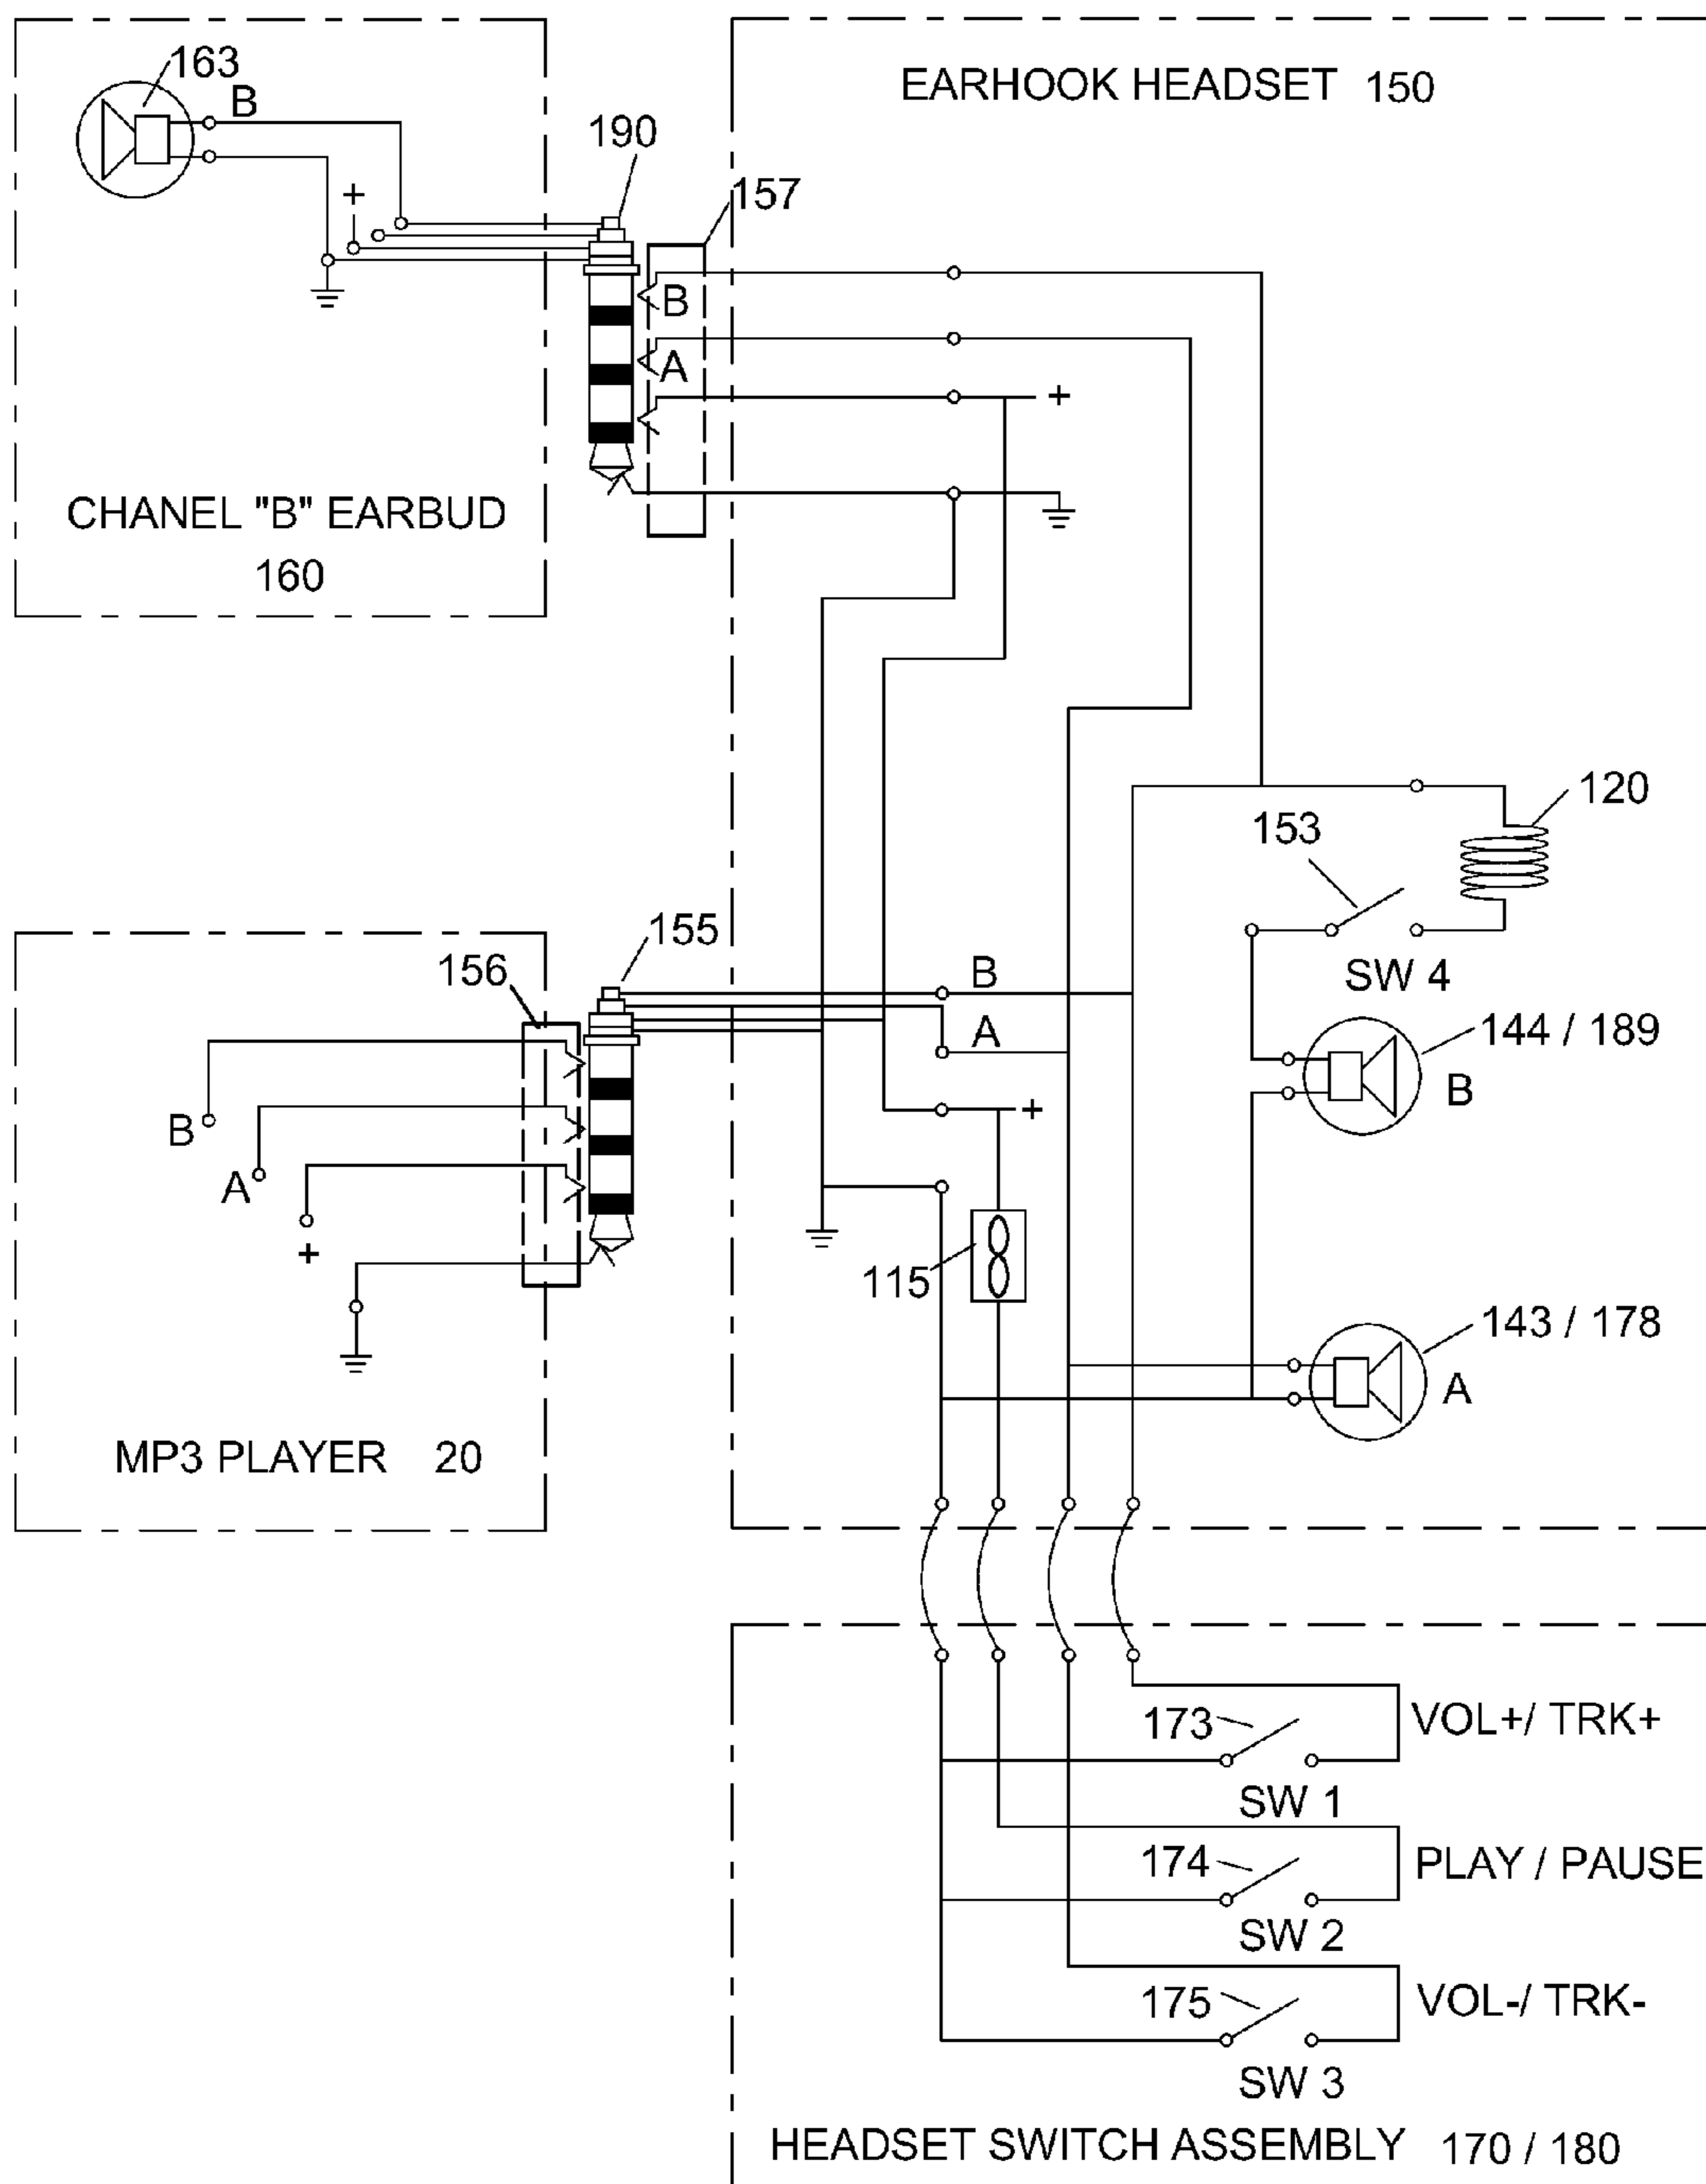 163
B
+
190
157
EARHOOK HEADSET 150
B
A
+
CHANEL "B" EARBUD
160
120
153
SW 4
155
156
B
A
+
144 / 189
B
B
A
+
115
143 / 178
A
MP3 PLAYER 20
173
VOL+/ TRK+
SW 1
174
PLAY / PAUSE
SW 2
175
VOL-/ TRK-
SW 3
HEADSET SWITCH ASSEMBLY 170 / 180